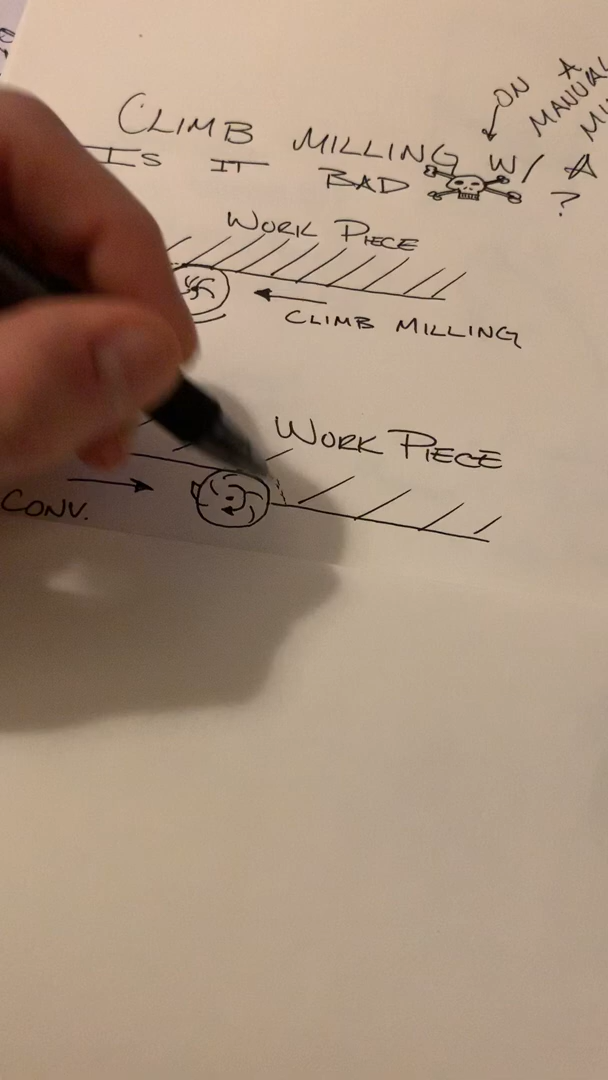 CLIMB MILLING W/ A
ON A
MANUAL
IS IT BAD ?
WORK PIECE
CLIMB MILLING
WORK PIECE
CONV.